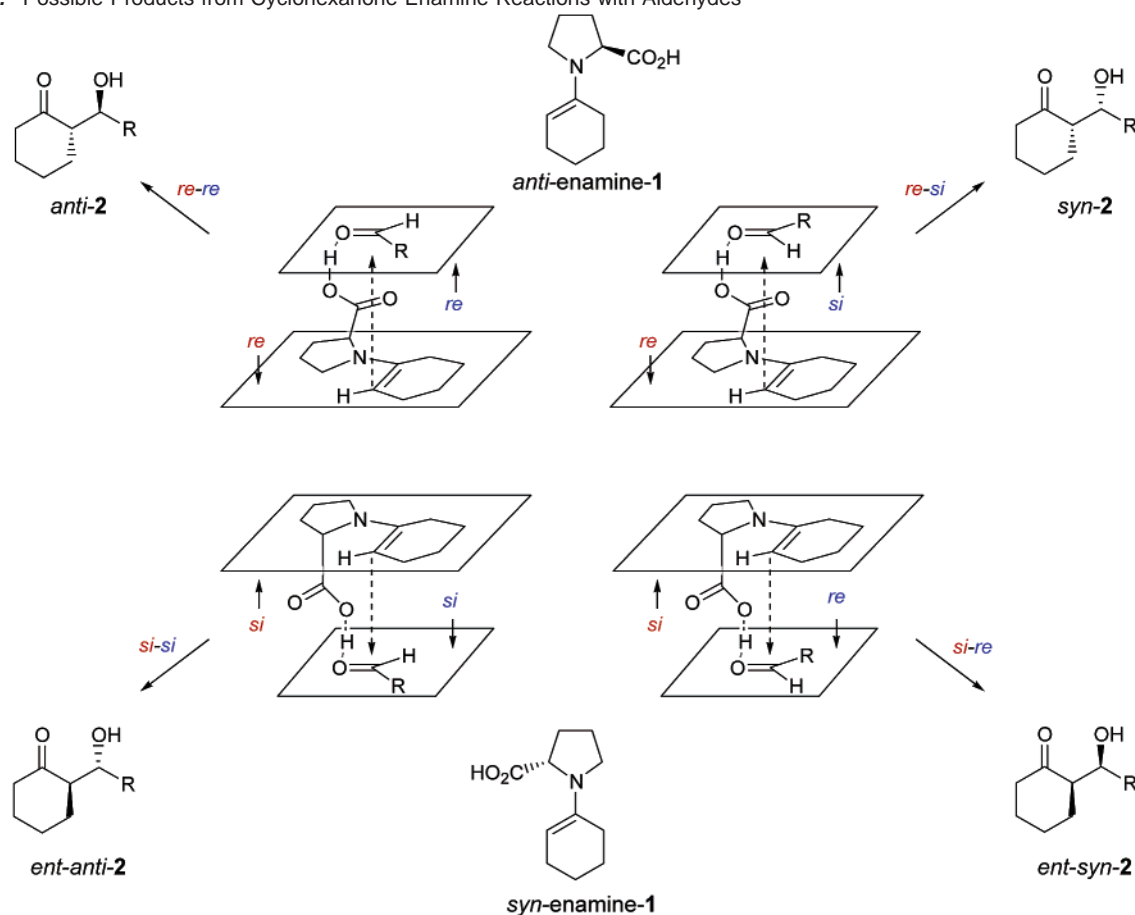 Possible Products from Cyclohexanone Enamine Reactions with Aldehydes
N
CO₂H
anti-enamine-1
O
OH
R
anti-2
O
OH
R
syn-2
re-re
re-si
O
H
R
H
O
O
re
re
N
H
O
R
H
H
O
O
si
re
N
H
N
H
O
O
si
si
H
O
H
R
si-si
N
H
O
O
si
re
H
O
R
H
si-re
O
OH
R
ent-anti-2
HO₂C
N
syn-enamine-1
O
OH
R
ent-syn-2